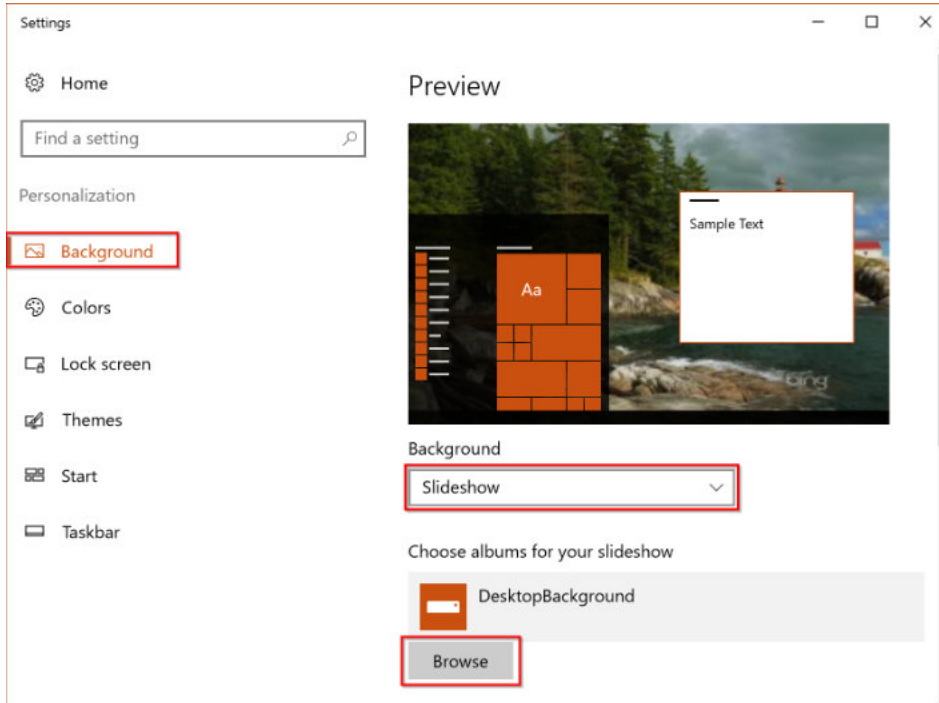 Settings
Home
Find a setting
Personalization
Background
Colors
Lock screen
Themes
Start
Taskbar
Preview
Aa
Sample Text
bing
Background
Slideshow
Choose albums for your slideshow
DesktopBackground
Browse